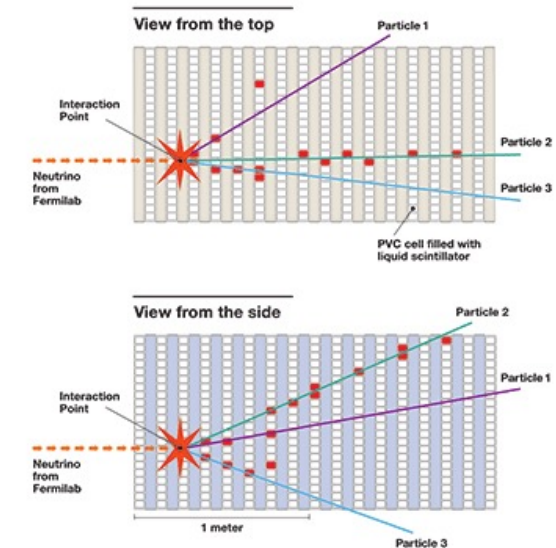 View from the top
Particle 1
Interaction
Point
Particle 2
Neutrino
from
Fermilab
Particle 3
PVC cell filled with
liquid scintillator
View from the side
Particle 2
Particle 1
Interaction
Point
Neutrino
from
Fermilab
1 meter
Particle 3